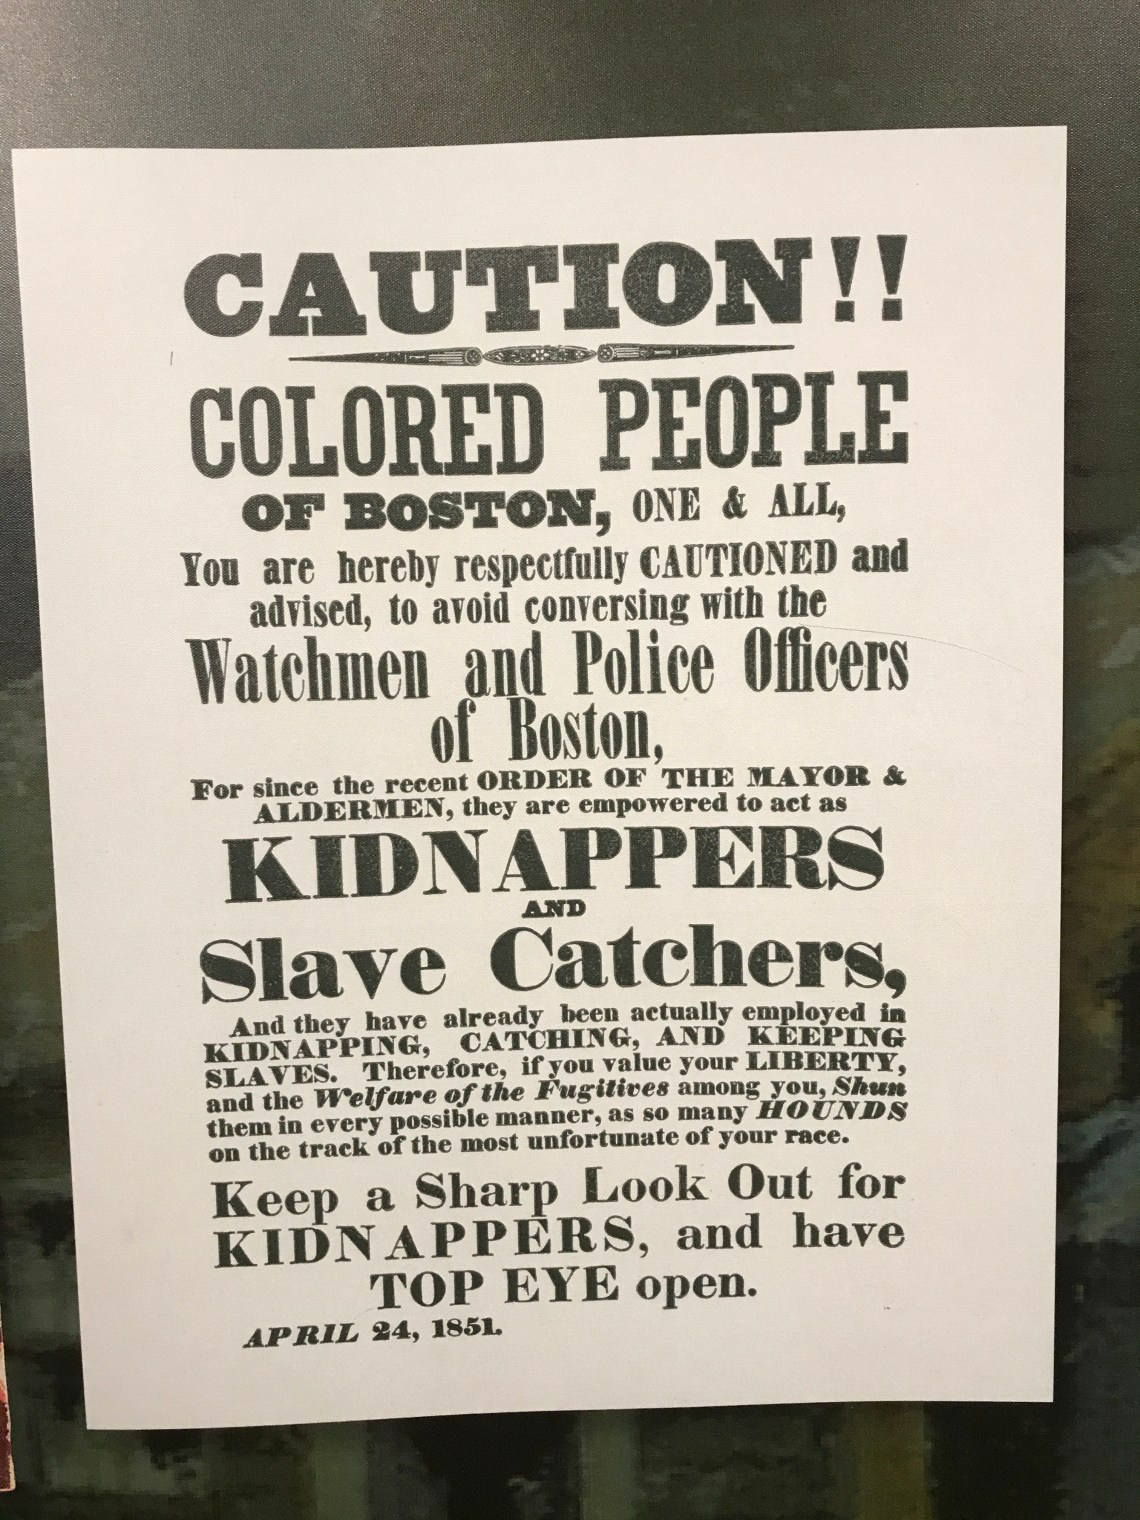 CAUTION!!
COLORED PEOPLE
OF BOSTON, ONE & ALL,
You are hereby respectfully CAUTIONED and
advised, to avoid conversing with the
Watchmen and Police Officers
of Boston,
For since the recent ORDER OF THE MAYOR &
ALDERMEN, they are empowered to act as
KIDNAPPERS
AND
Slave Catchers,
And they have already been actually employed in
KIDNAPPING, CATCHING, AND KEEPING
SLAVES. Therefore, if you value your LIBERTY,
and the Welfare of the Fugitives among you, Shun
them in every possible manner, as so many HOUNDS
on the track of the most unfortunate of your race.
Keep a Sharp Look Out for
KIDNAPPERS, and have
TOP EYE open.
APRIL 24, 1851.